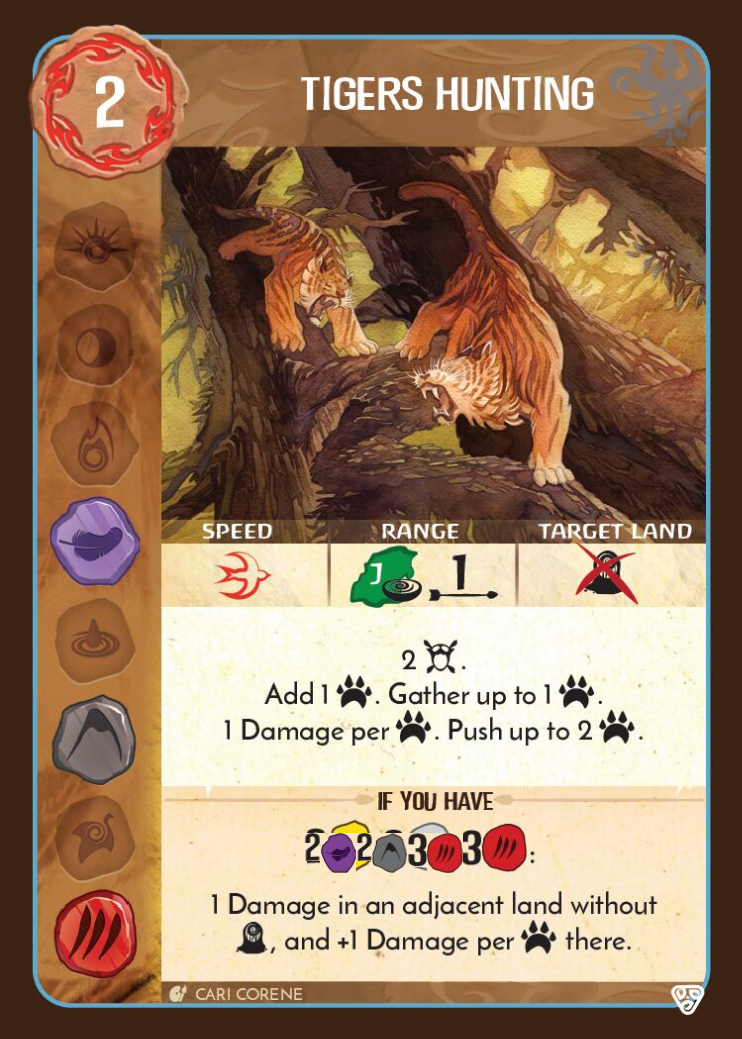 2
TIGERS HUNTING
SPEED RANGE TARGET LAND
J 1
2 .
Add 1 . Gather up to 1 .
1 Damage per . Push up to 2 .
IF YOU HAVE
2 2 3 3 :
1 Damage in an adjacent land without
, and +1 Damage per there.
CARI CORENE